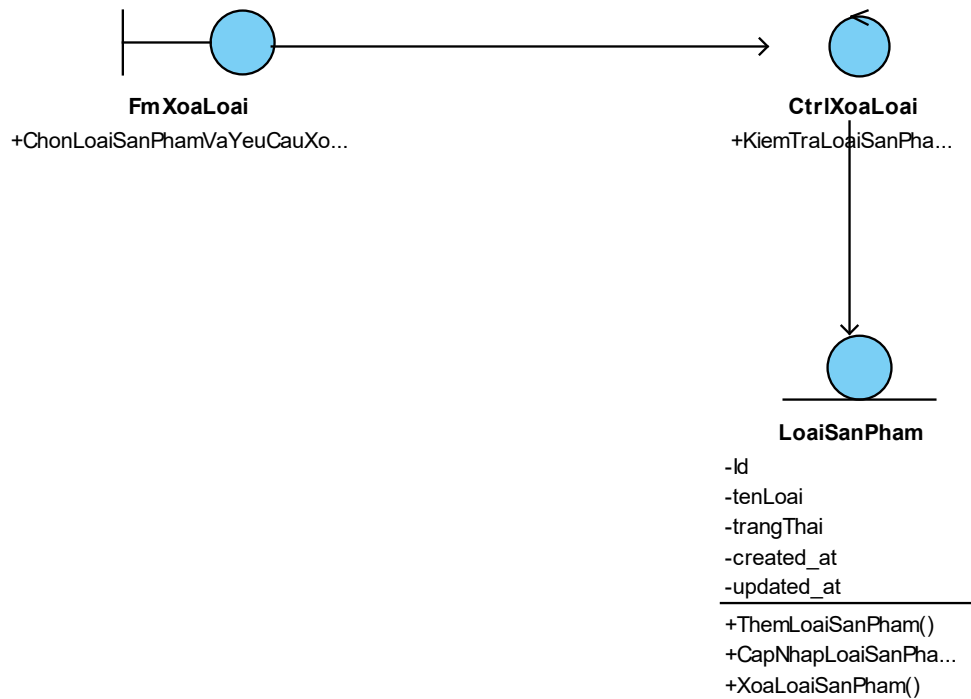 FmXoaLoai
+ChonLoaiSanPhamVaYeuCauXo...
CtrlXoaLoai
+KiemTraLoaiSanPha...
LoaiSanPham
-Id
-tenLoai
-trangThai
-created_at
-updated_at
+ThemLoaiSanPham()
+CapNhapLoaiSanPha...
+XoaLoaiSanPham()